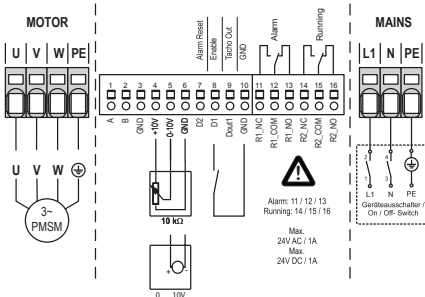 MOTOR
U V W PE
Alarm Reset
Enable
Tacho Out
GND
Alarm
Running
MAINS
L1 N PE
1 2 3 4 5 6 7 8 9 10 11 12 13 14 15 16
A
B
GND
+10V
0-10V
GND
D2
D1
Dout1
GND
R1_NC
R1_COM
R1_NO
R2_NC
R2_COM
R2_NO
U V W
3~
PMSM
10 kΩ
+ -
0 10V
Alarm: 11 / 12 / 13
Running: 14 / 15 / 16
Max.
24V AC / 1A
Max.
24V DC / 1A
2 4
1 3
L1 N PE
Geräteausschalter /
On / Off- Switch